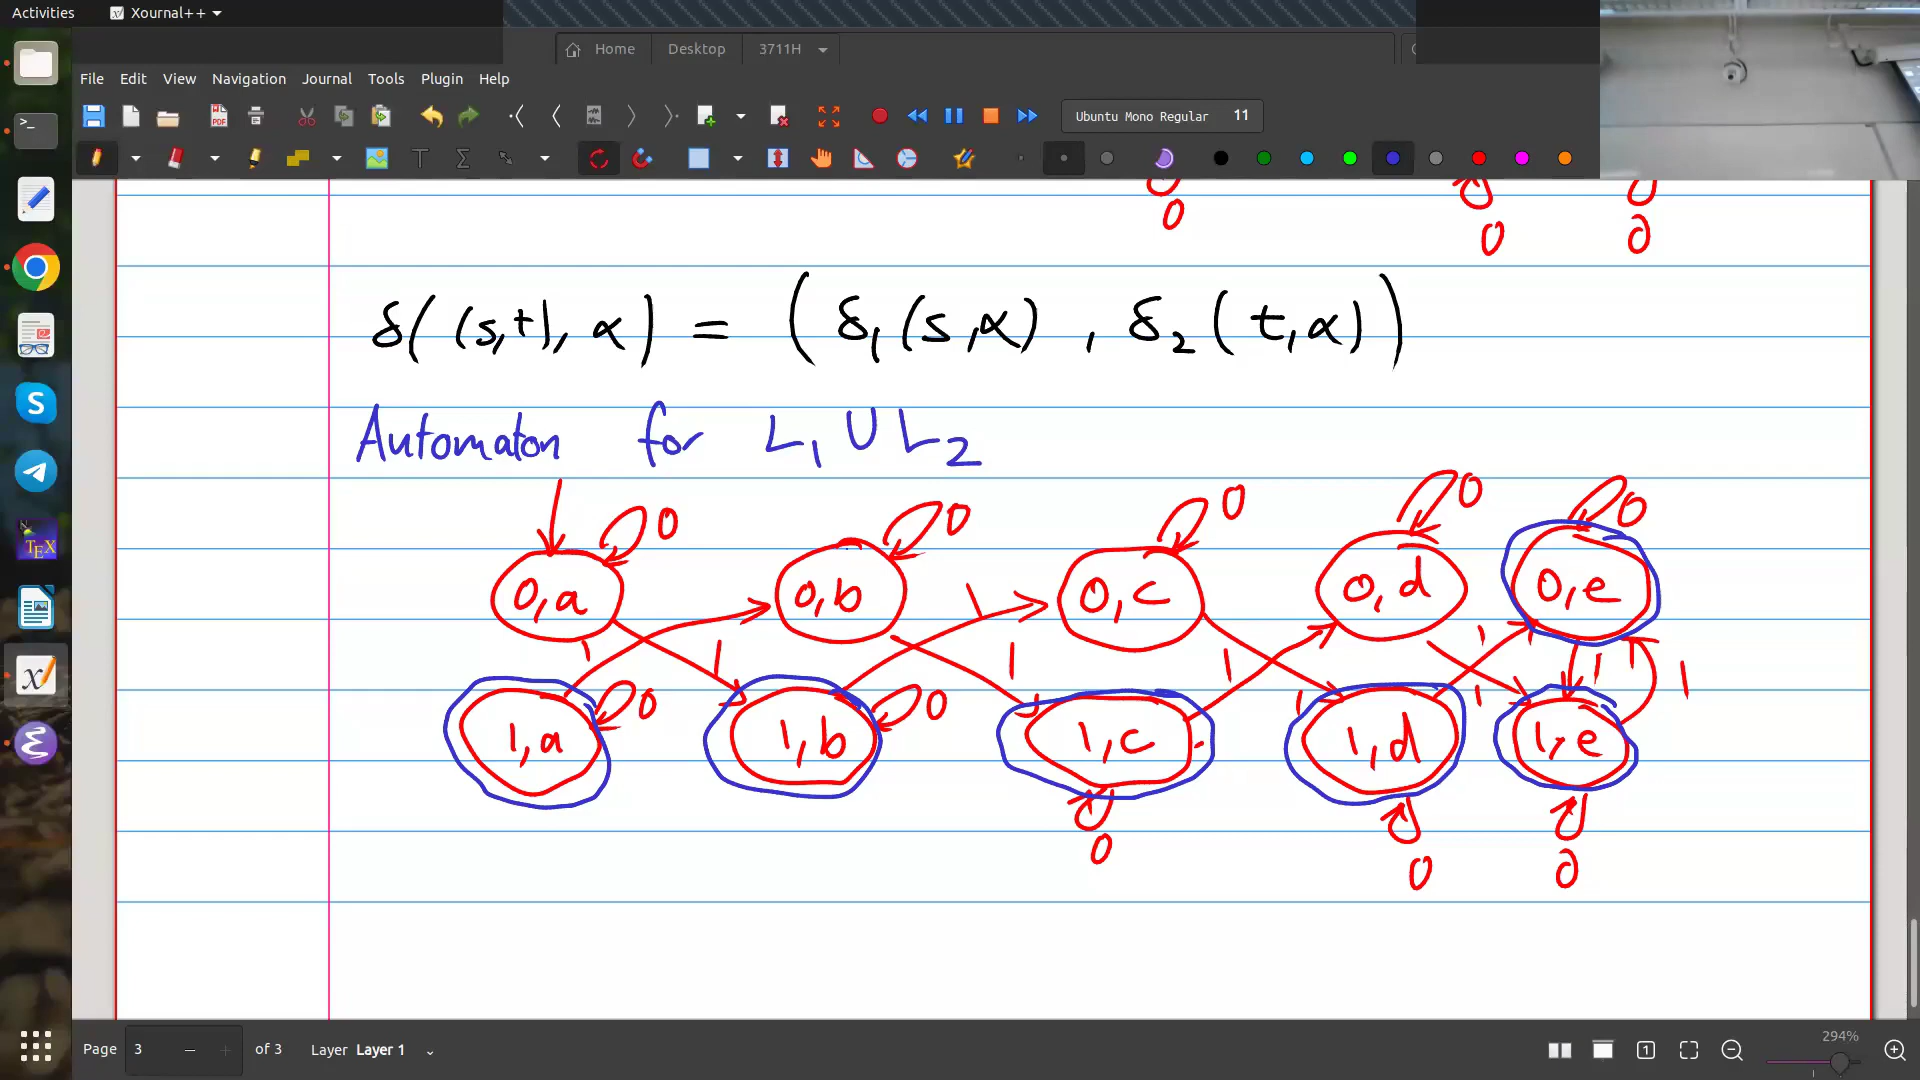 Activities Xournal++
Home Desktop 3711H
File Edit View Navigation Journal Tools Plugin Help
Ubuntu Mono Regular 11
0 0 0
δ((s,t), α) = (δ₁(s,α), δ₂(t,α))
Automaton for L₁ ∪ L₂
0 0 0 0 0
0,a 0,b 0,c 0,d 0,e
1 1 1 1 1 1 1 1 1 1
0 0
1,a 1,b 1,c 1,d 1,e
0 0 0
Page 3 of 3 Layer Layer 1
294%